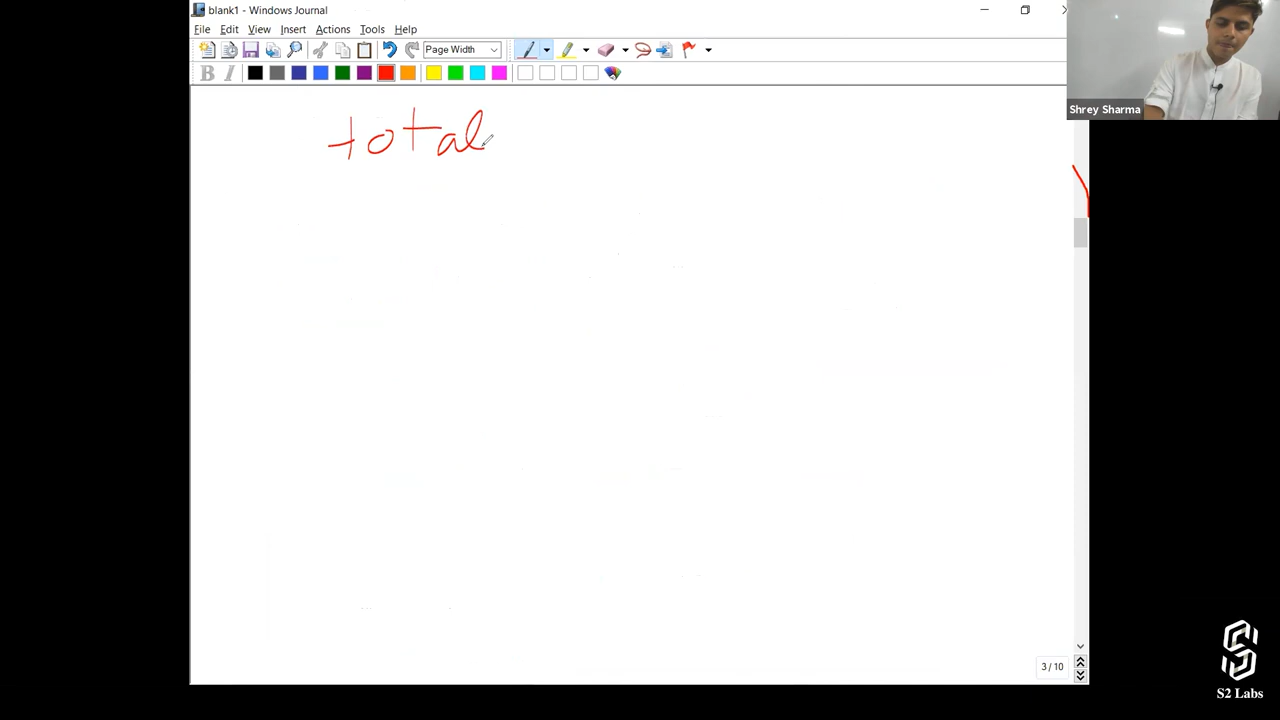 blank1 - Windows Journal
File Edit View Insert Actions Tools Help
Page Width
B I
Shrey Sharma
total
3 / 10
S2 Labs